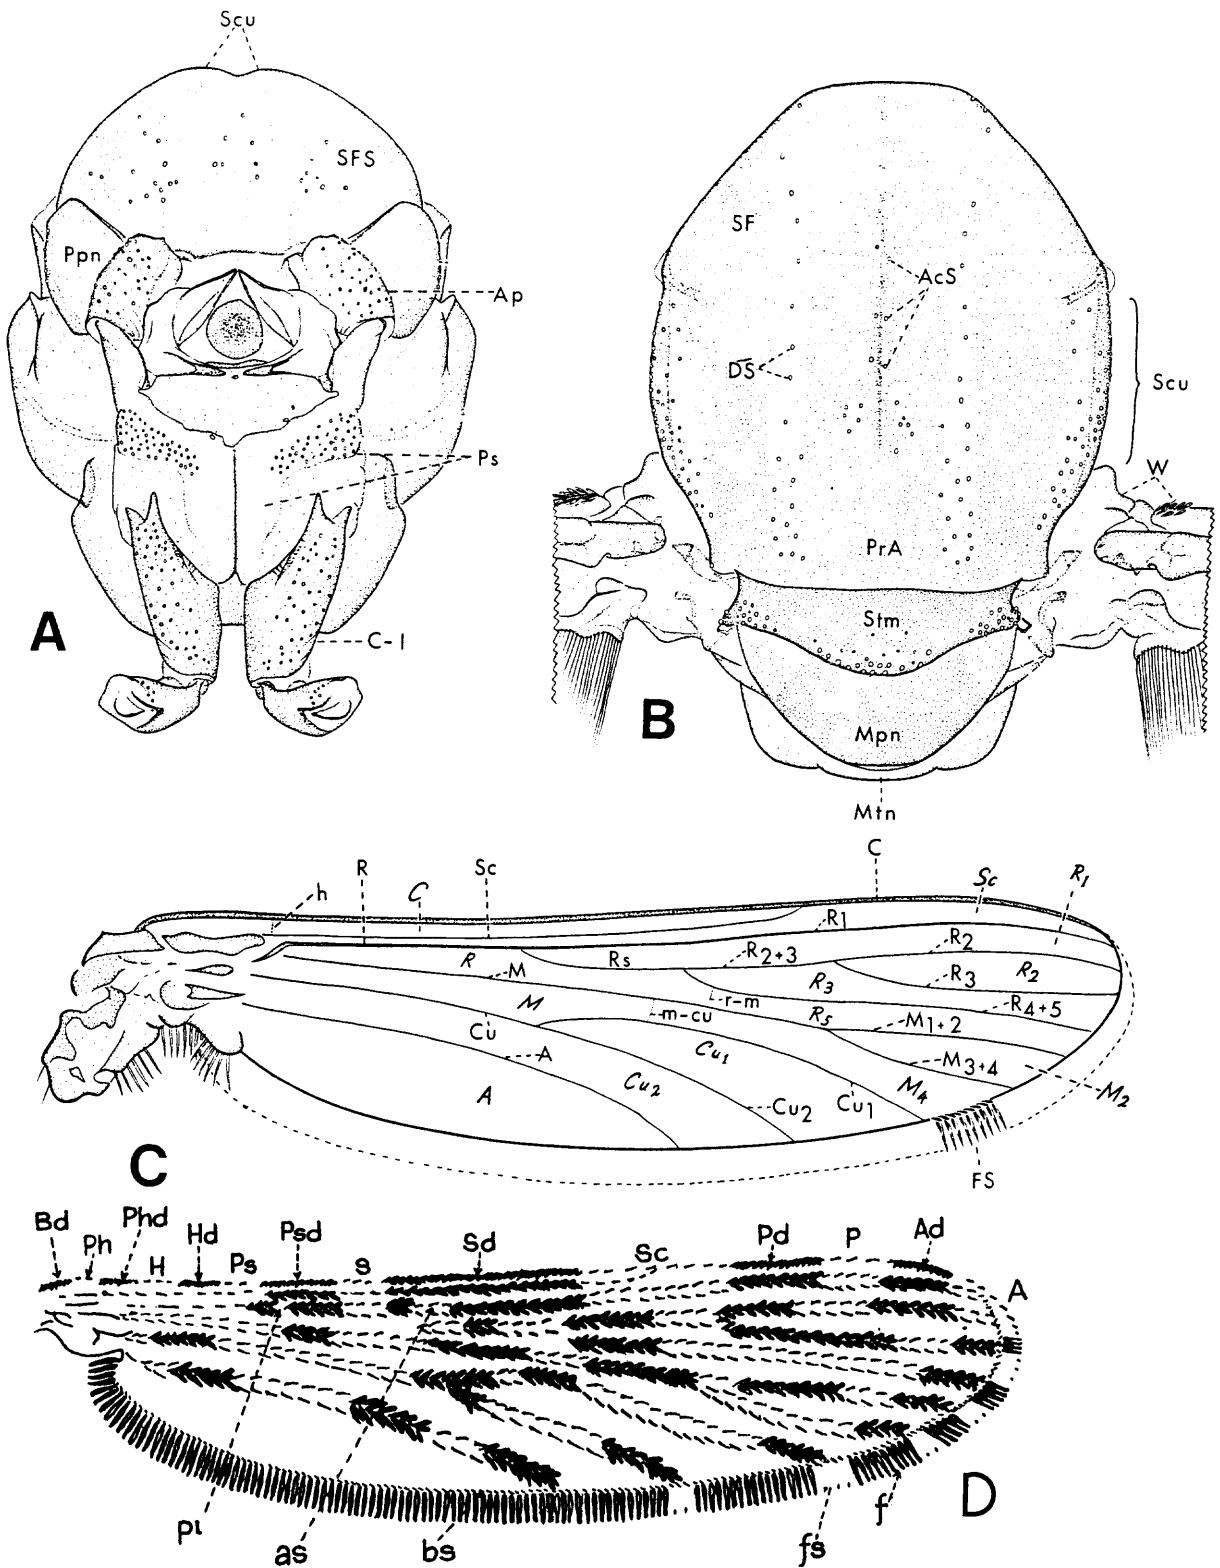 Scu
SFS
Ppn
Ap
Ps
C-I
A
SF
AcS
DS
Scu
W
PrA
Stm
Mpn
Mtn
B
C
R
Sc
h
C
Sc
R1
R1
R2
R2+3
Rs
R
M
R3
R3
R2
r-m
R4+5
M
m-cu
R5
M1+2
Cu
Cu1
A
M3+4
Cu2
M4
M2
A
Cu2
Cu1
FS
C
Bd
Ph
Phd
H
Hd
Ps
Psd
S
Sd
Sc
Pd
P
Ad
A
D
pl
as
bs
fs
f